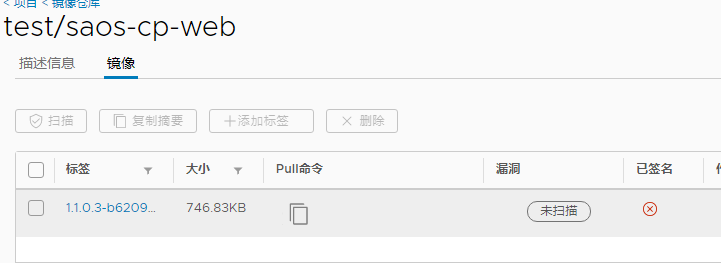 < 项目 < 镜像仓库
test/saos-cp-web
描述信息 镜像
扫描 复制摘要 +添加标签 × 删除
标签 大小 Pull命令 漏洞 已签名
1.1.0.3-b6209... 746.83KB 未扫描